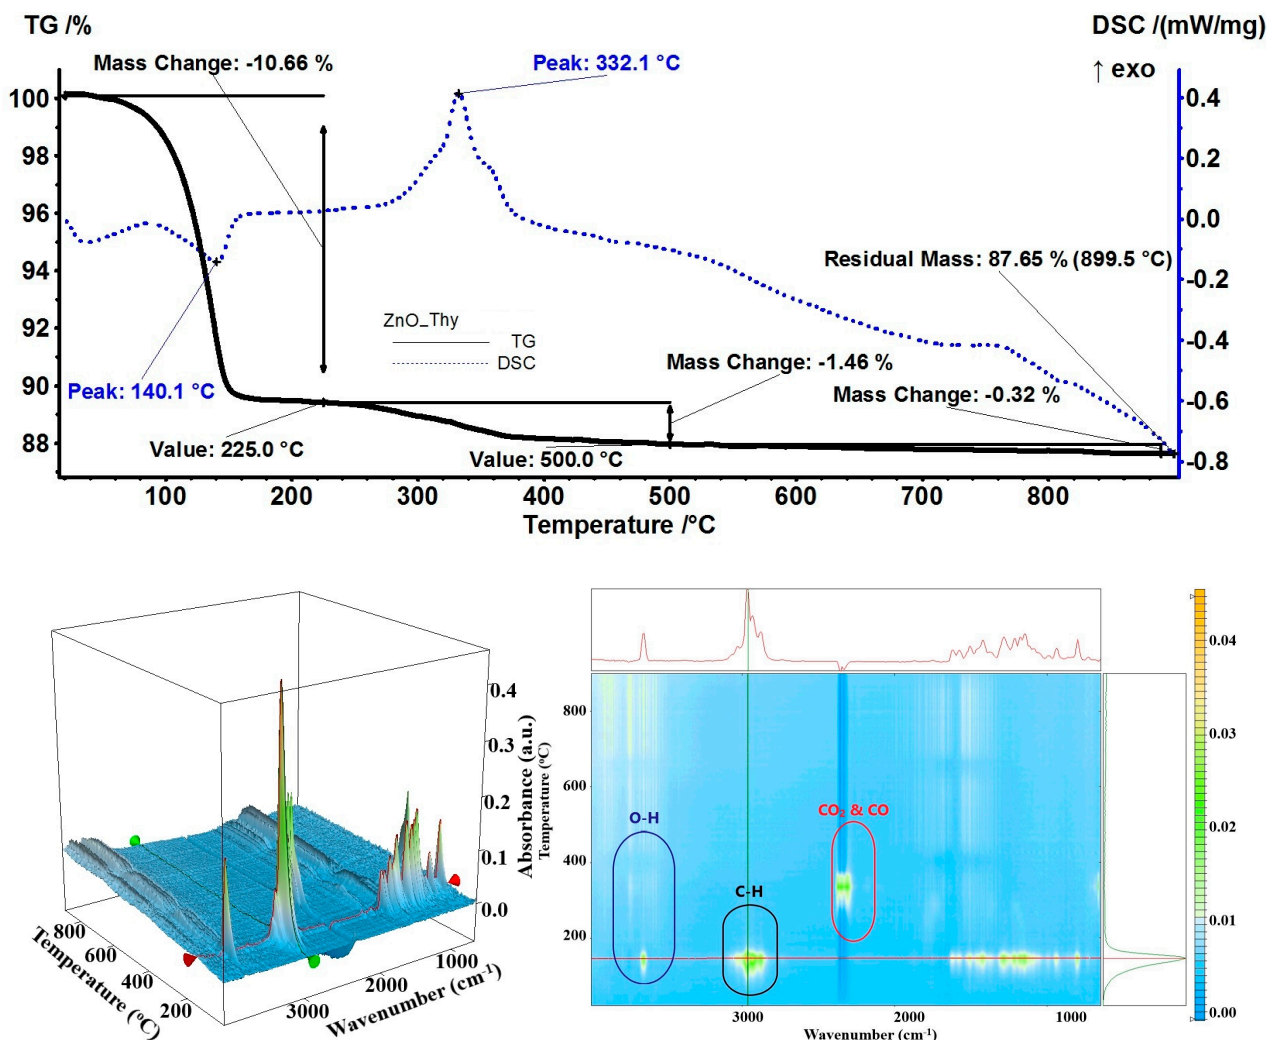 TG /%
DSC /(mW/mg)
↑ exo
Mass Change: -10.66 %
Peak: 332.1 °C
100
98
96
94
92
90
88
0.4
0.2
0.0
-0.2
-0.4
-0.6
-0.8
Residual Mass: 87.65 % (899.5 °C)
ZnO_Thy
TG
DSC
Mass Change: -1.46 %
Mass Change: -0.32 %
Peak: 140.1 °C
Value: 225.0 °C
Value: 500.0 °C
100 200 300 400 500 600 700 800
Temperature /°C
0.4
0.3
0.2
0.1
0.0
Absorbance (a.u.)
800
600
400
200
Temperature (°C)
3000
2000
1000
Wavenumber (cm⁻¹)
Temperature (°C)
800
600
400
200
O-H
C-H
CO₂ & CO
3000 2000 1000
Wavenumber (cm⁻¹)
0.04
0.03
0.02
0.01
0.00